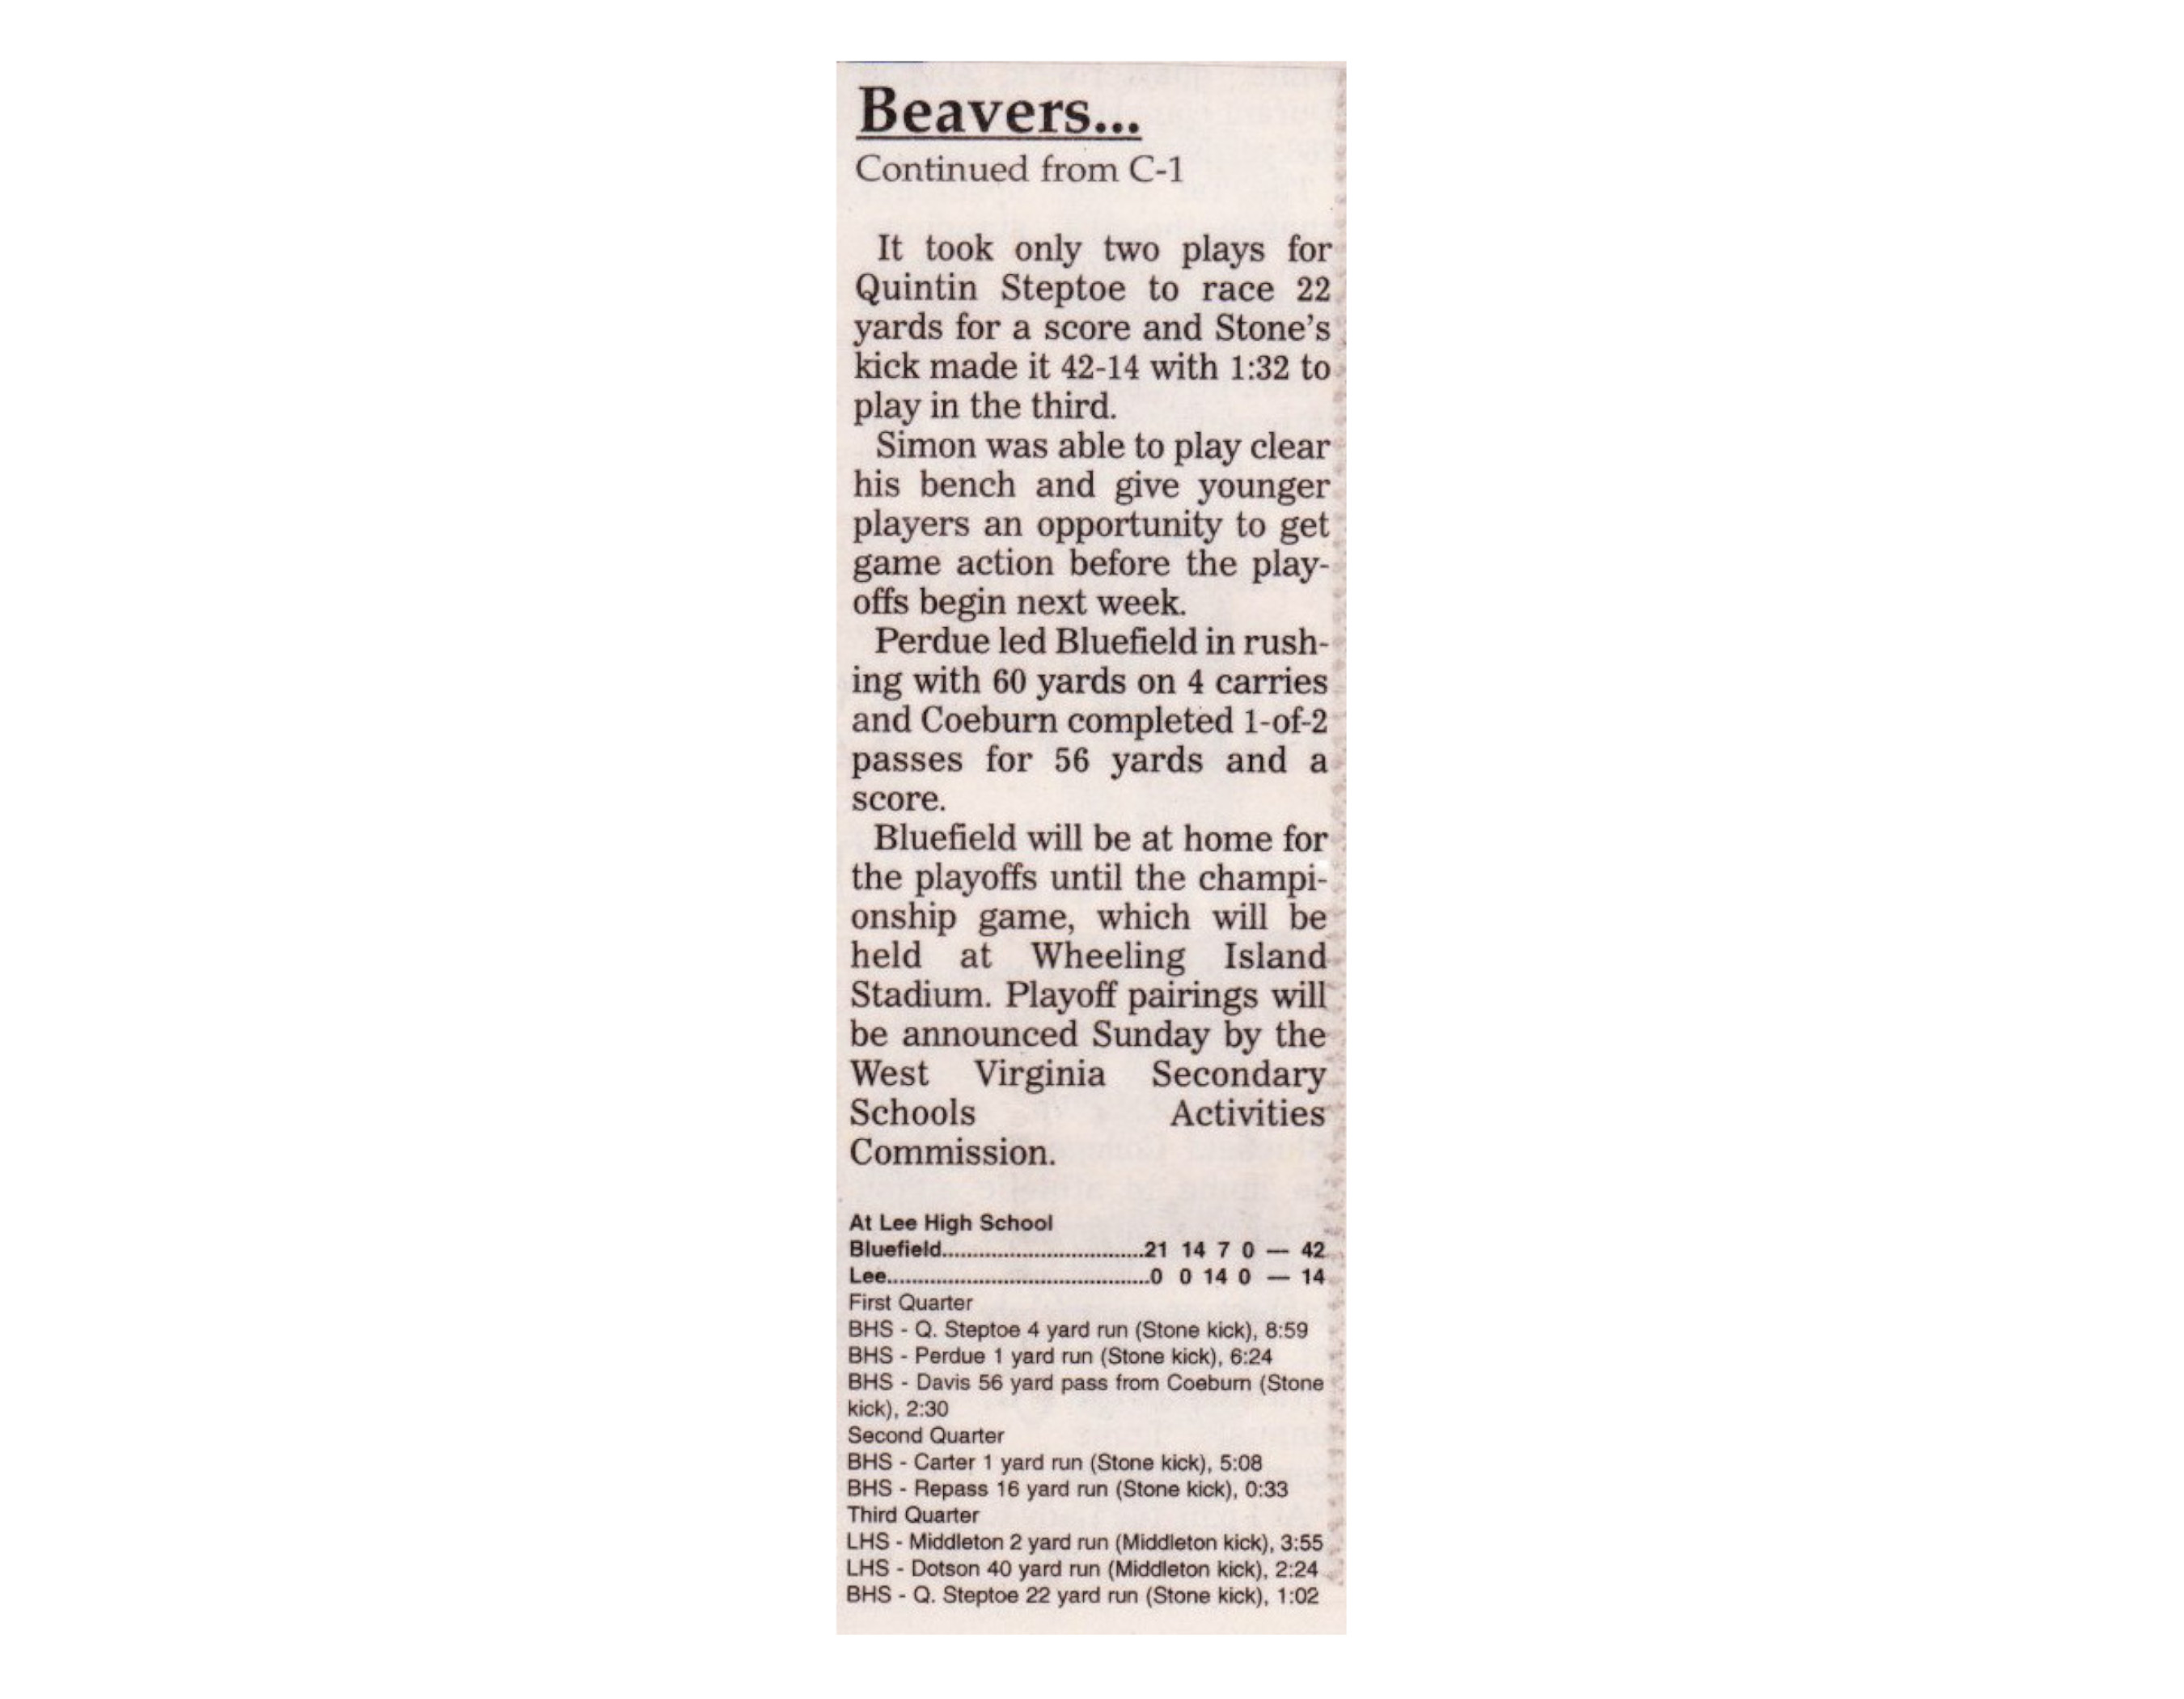 Beavers...
Continued from C-1
It took only two plays for
Quintin Steptoe to race 22
yards for a score and Stone's
kick made it 42-14 with 1:32 to
play in the third.
Simon was able to play clear
his bench and give younger
players an opportunity to get
game action before the play-
offs begin next week.
Perdue led Bluefield in rush-
ing with 60 yards on 4 carries
and Coeburn completed 1-of-2
passes for 56 yards and a
score.
Bluefield will be at home for
the playoffs until the champi-
onship game, which will be
held at Wheeling Island
Stadium. Playoff pairings will
be announced Sunday by the
West Virginia Secondary
Schools Activities
Commission.
At Lee High School
Bluefield.................................21 14 7 0 — 42
Lee...........................................0 0 14 0 — 14
First Quarter
BHS - Q. Steptoe 4 yard run (Stone kick), 8:59
BHS - Perdue 1 yard run (Stone kick), 6:24
BHS - Davis 56 yard pass from Coeburn (Stone
kick), 2:30
Second Quarter
BHS - Carter 1 yard run (Stone kick), 5:08
BHS - Repass 16 yard run (Stone kick), 0:33
Third Quarter
LHS - Middleton 2 yard run (Middleton kick), 3:55
LHS - Dotson 40 yard run (Middleton kick), 2:24
BHS - Q. Steptoe 22 yard run (Stone kick), 1:02